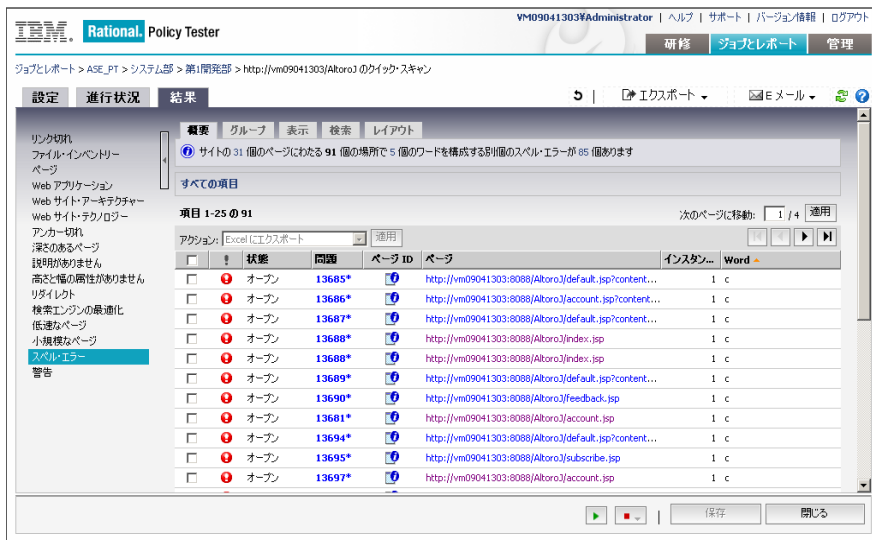 IBM. Rational. Policy Tester
VM09041303¥Administrator | ヘルプ | サポート | バージョン情報 | ログアウト
研修 ジョブとレポート 管理
ジョブとレポート > ASE_PT > システム部 > 第1開発部 > http://vm09041303/AltoroJ のクイック・スキャン
設定 進行状況 結果
エクスポート Eメール
リンク切れ
ファイル・インベントリー
ページ
Web アプリケーション
Web サイト・アーキテクチャー
Web サイト・テクノロジー
アンカー切れ
深さのあるページ
説明がありません
高さと幅の属性がありません
リダイレクト
検索エンジンの最適化
低速なページ
小規模なページ
スペル・エラー
警告
概要 グループ 表示 検索 レイアウト
サイトの 31 個のページにわたる 91 個の場所で 5 個のワードを構成する別個のスペル・エラーが 85 個あります
すべての項目
項目 1-25 の 91
次のページに移動: 1 / 4 適用
アクション: Excel にエクスポート 適用
! 状態 問題 ページ ID ページ インスタン... Word
オープン 13685* http://vm09041303:8088/AltoroJ/default.jsp?content... 1 c
オープン 13686* http://vm09041303:8088/AltoroJ/account.jsp?content... 1 c
オープン 13687* http://vm09041303:8088/AltoroJ/default.jsp?content... 1 c
オープン 13688* http://vm09041303:8088/AltoroJ/index.jsp 1 c
オープン 13688* http://vm09041303:8088/AltoroJ/index.jsp 1 c
オープン 13689* http://vm09041303:8088/AltoroJ/default.jsp?content... 1 c
オープン 13690* http://vm09041303:8088/AltoroJ/feedback.jsp 1 c
オープン 13681* http://vm09041303:8088/AltoroJ/account.jsp 1 c
オープン 13694* http://vm09041303:8088/AltoroJ/default.jsp?content... 1 c
オープン 13695* http://vm09041303:8088/AltoroJ/subscribe.jsp 1 c
オープン 13697* http://vm09041303:8088/AltoroJ/account.jsp 1 c
保存 閉じる